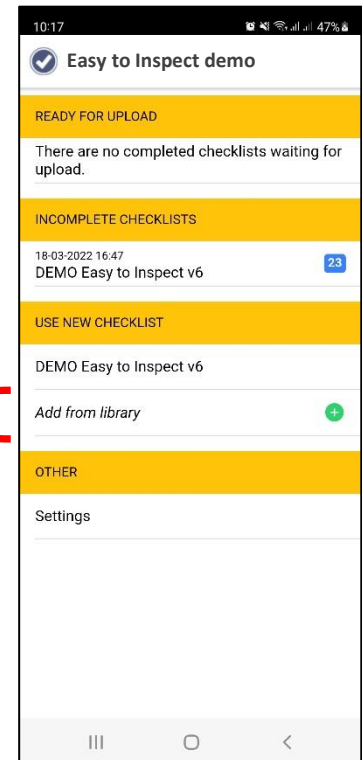 10:17 47%
Easy to Inspect demo
READY FOR UPLOAD
There are no completed checklists waiting for
upload.
INCOMPLETE CHECKLISTS
18-03-2022 16:47
DEMO Easy to Inspect v6
23
USE NEW CHECKLIST
DEMO Easy to Inspect v6
Add from library
OTHER
Settings